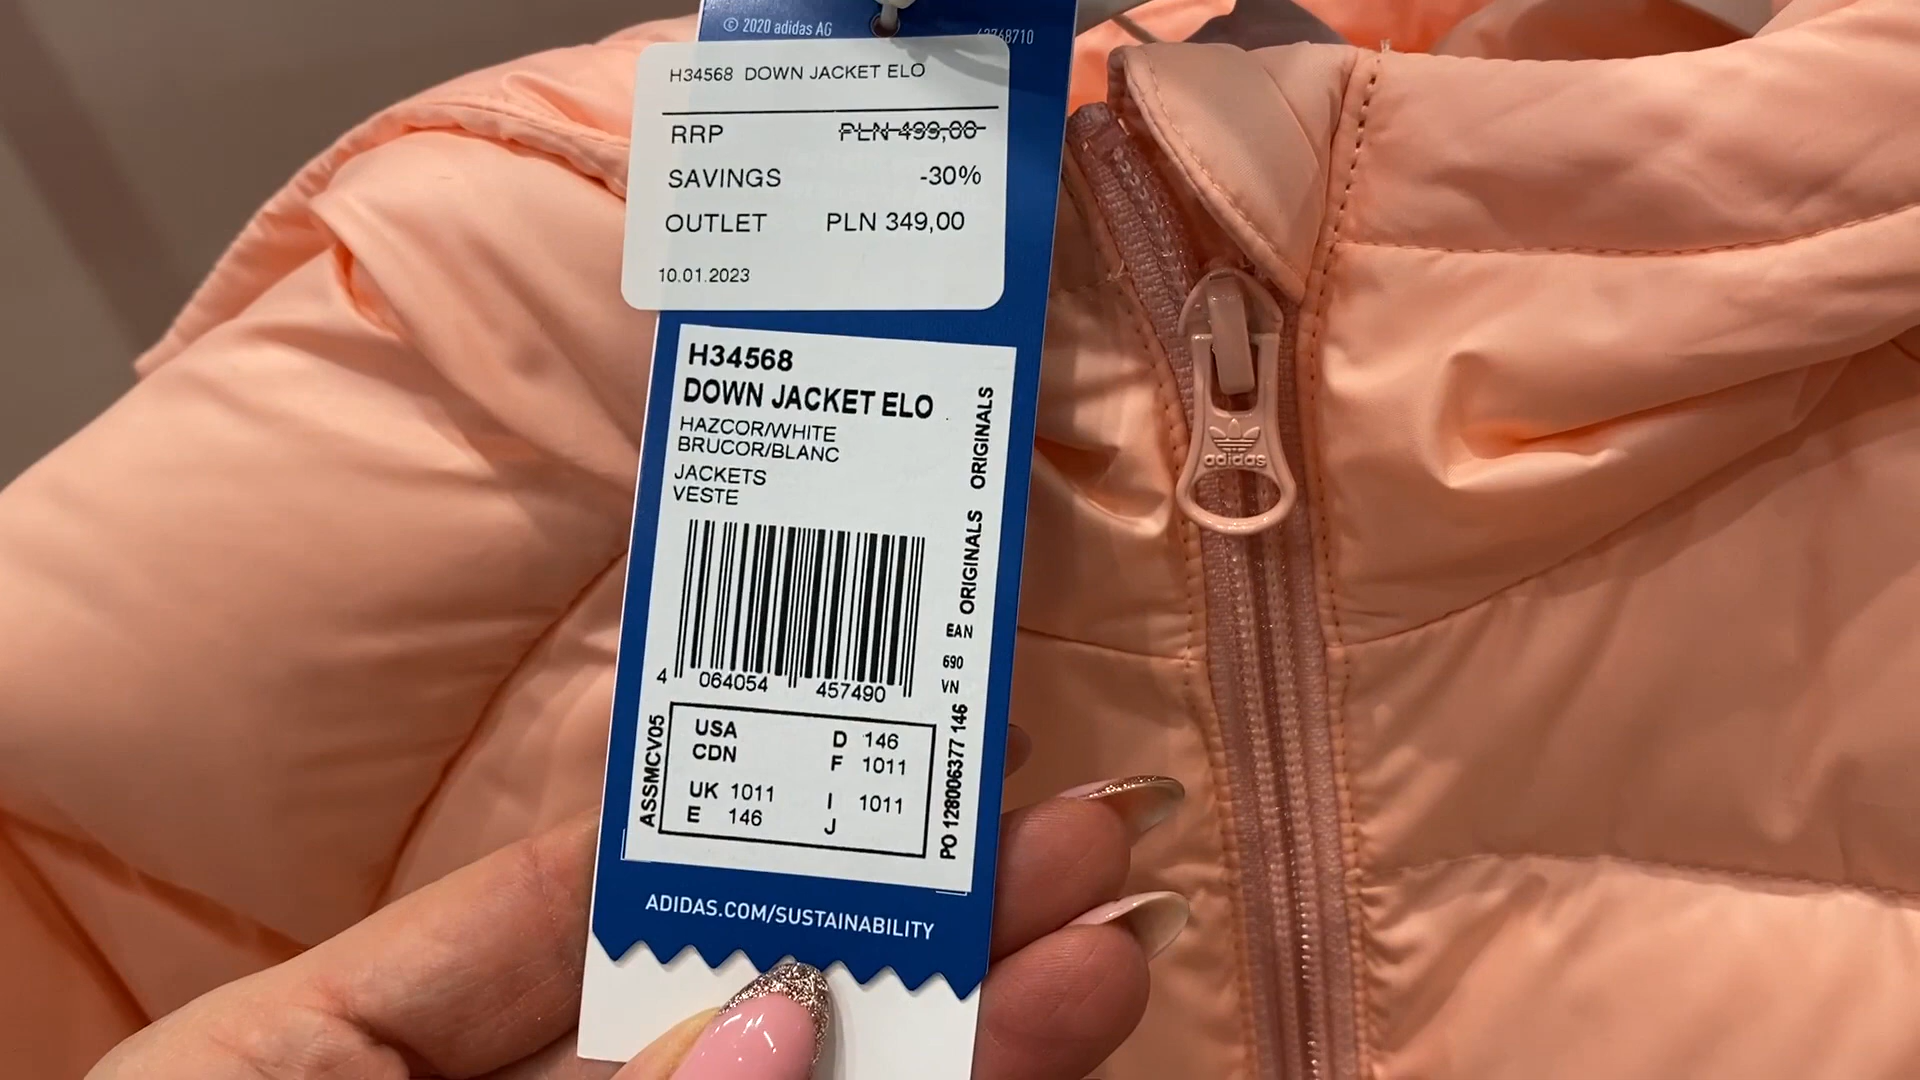 © 2020 adidas AG
H34568 DOWN JACKET ELO
RRP PLN 499,00
SAVINGS -30%
OUTLET PLN 349,00
10.01.2023
H34568
DOWN JACKET ELO
HAZCOR/WHITE
BRUCOR/BLANC
JACKETS
VESTE
ORIGINALS
ORIGINALS
EAN
690
VN
4 064054 457490
ASSMCV05
PO 128006377 146
USA D 146
CDN F 1011
UK 1011 I 1011
E 146 J
ADIDAS.COM/SUSTAINABILITY
adidas